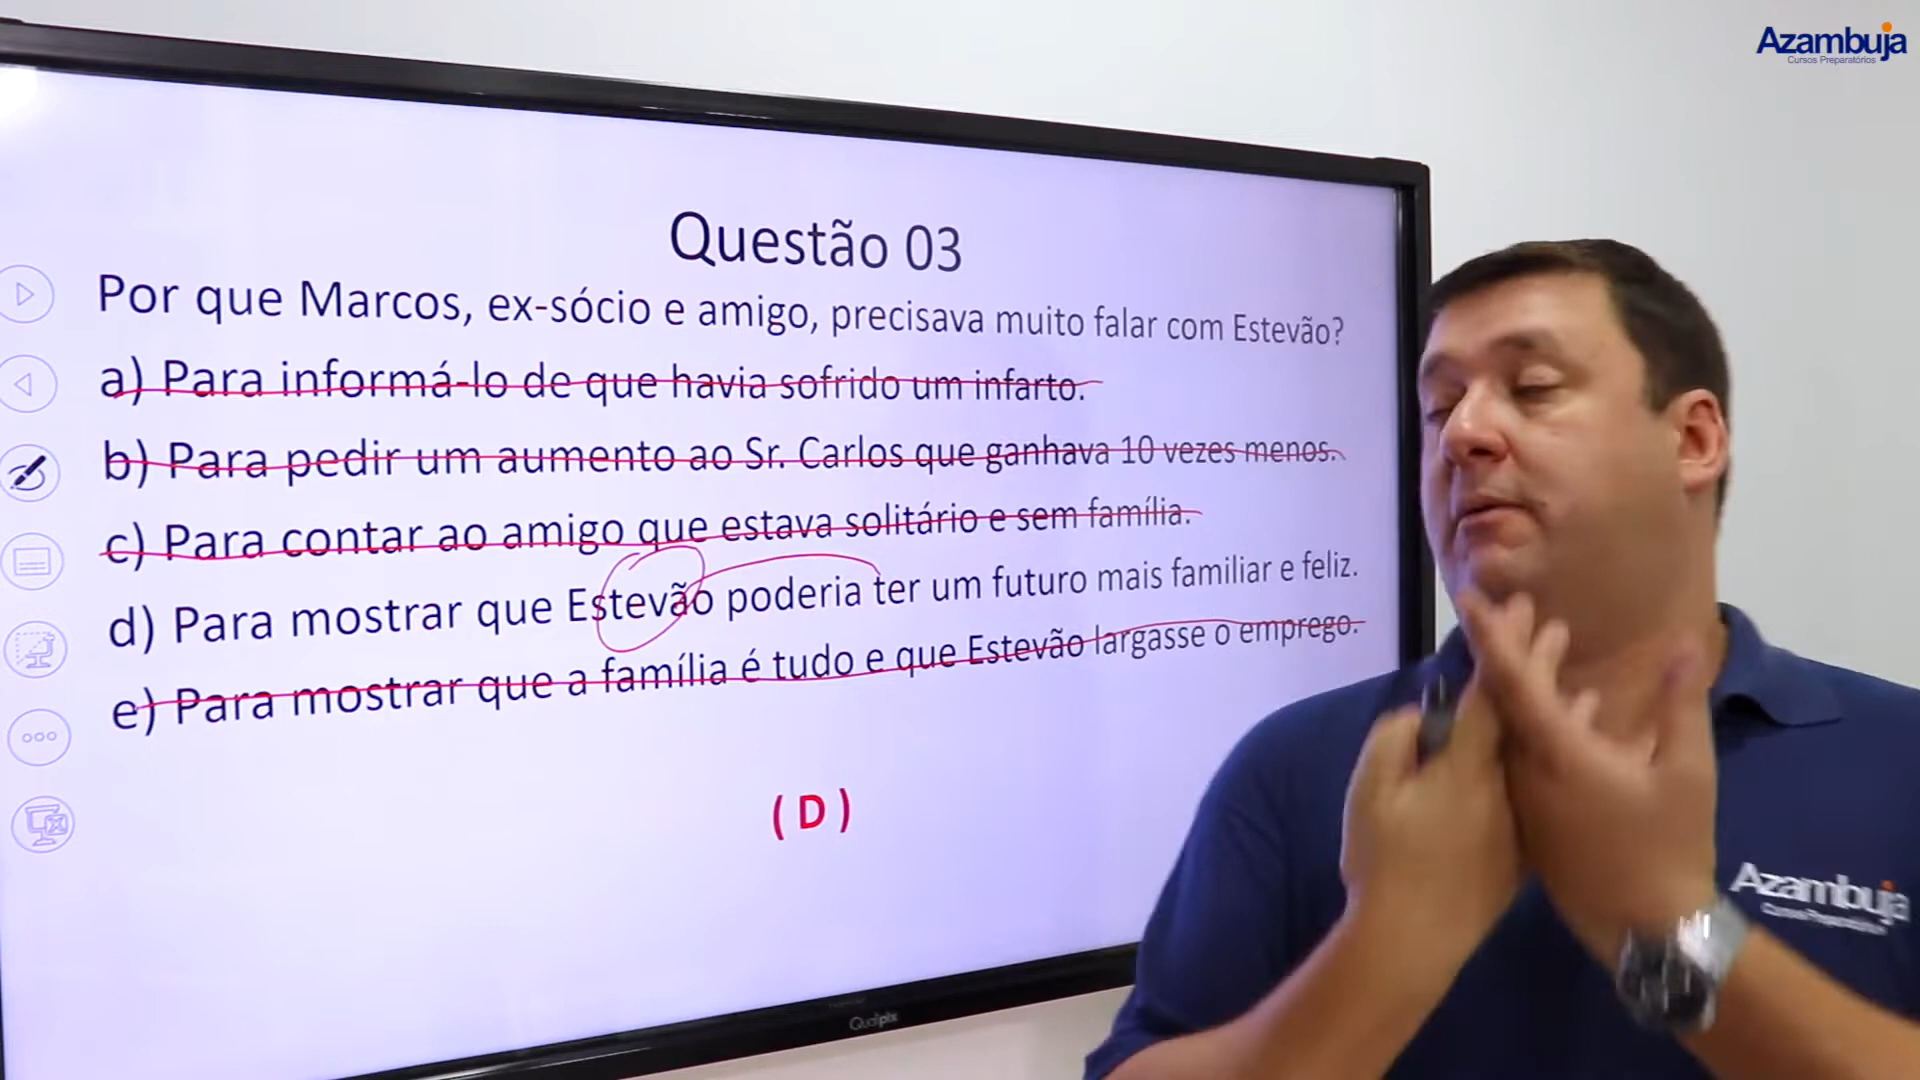 Azambuja
Cursos Preparatórios
Questão 03
Por que Marcos, ex-sócio e amigo, precisava muito falar com Estevão?
a) Para informá-lo de que havia sofrido um infarto.
b) Para pedir um aumento ao Sr. Carlos que ganhava 10 vezes menos.
c) Para contar ao amigo que estava solitário e sem família.
d) Para mostrar que Estevão poderia ter um futuro mais familiar e feliz.
e) Para mostrar que a família é tudo e que Estevão largasse o emprego.
( D )
Qualipix
Azambuja
Cursos Preparatórios